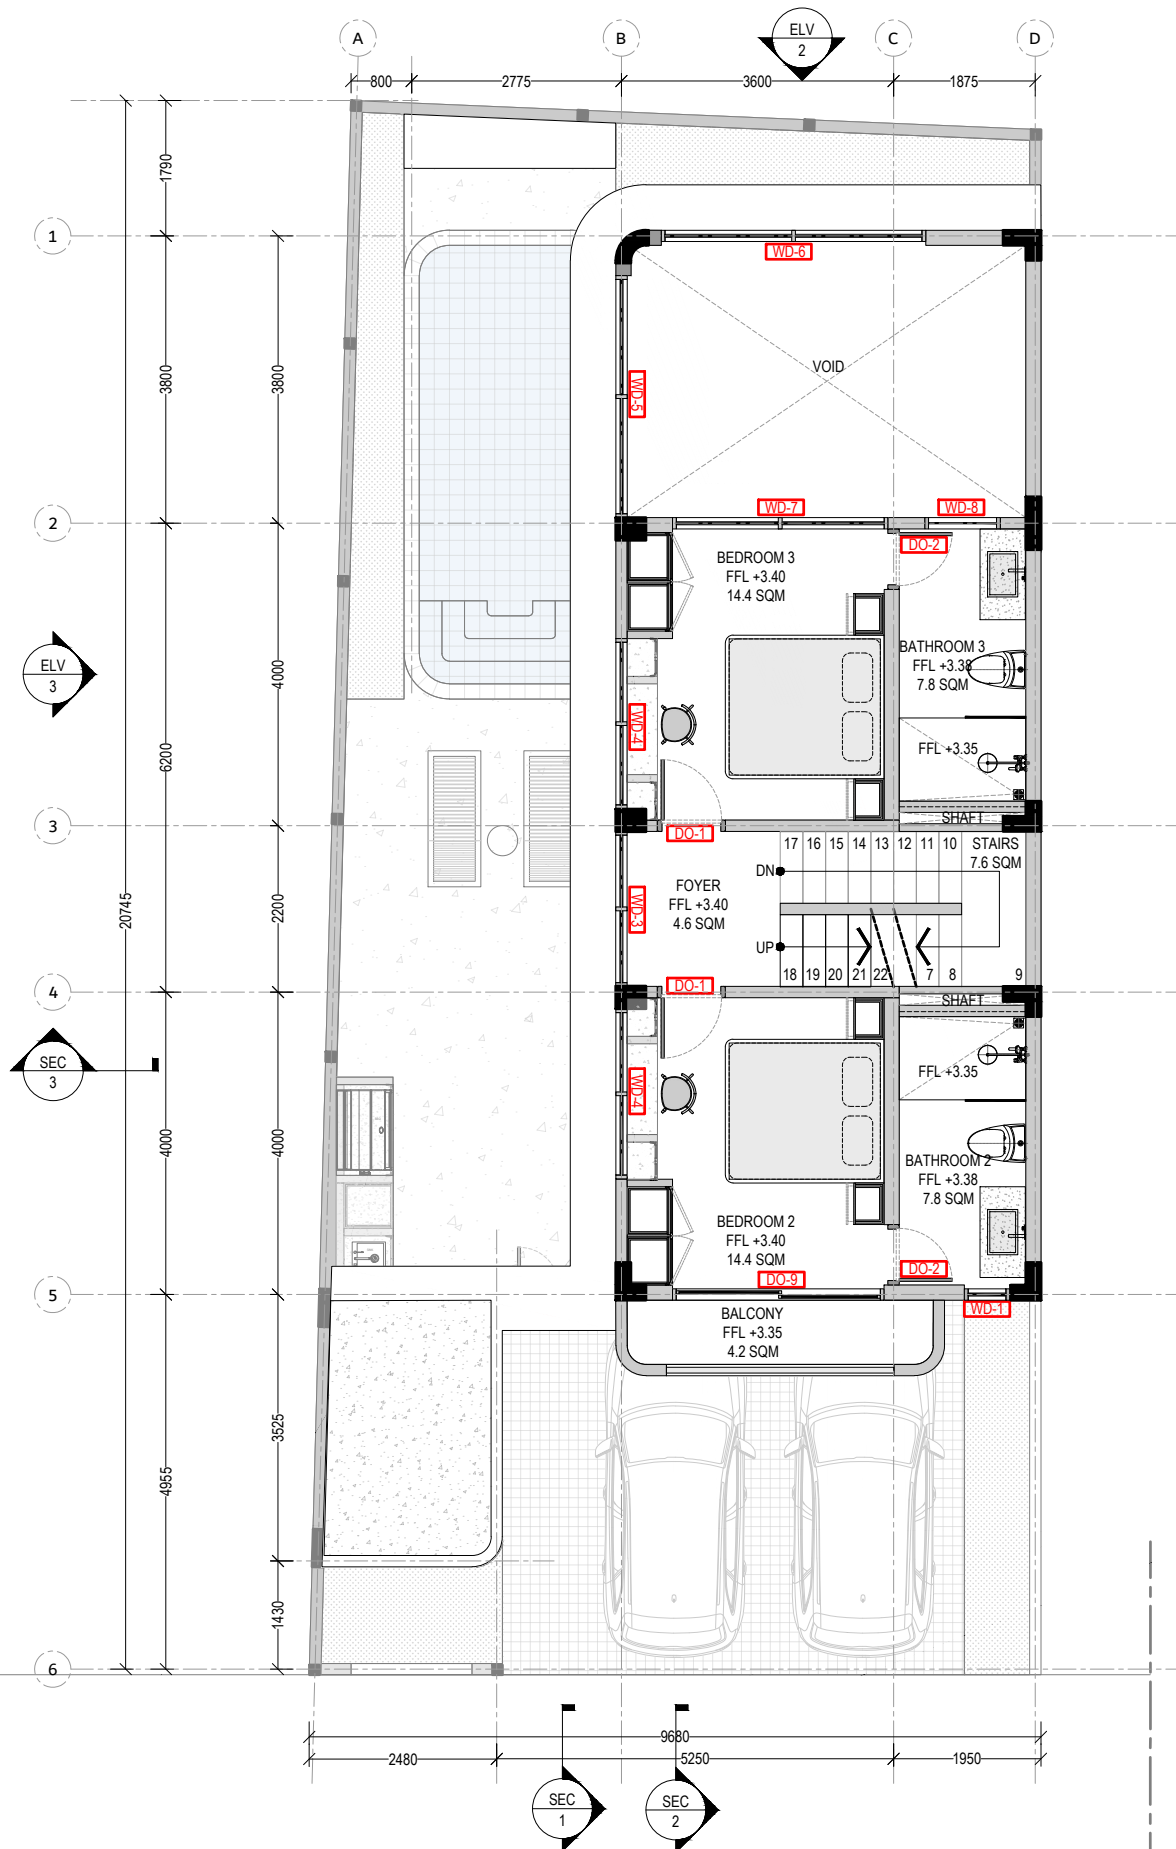 ELV
2
A
B
C
D
800
2775
3600
1875
1790
1
WD-6
3800
3800
VOID
WD-5
2
WD-7
WD-8
DO-2
BEDROOM 3
FFL +3.40
14.4 SQM
BATHROOM 3
FFL +3.38
7.8 SQM
ELV
3
4000
6200
WD-4
FFL +3.35
SHAFT
3
DO-1
17 16 15 14 13 12 11 10
STAIRS
7.6 SQM
DN
FOYER
FFL +3.40
4.6 SQM
WD-3
20745
2200
UP
18 19 20 21 22 7 8 9
4
DO-1
SHAFT
SEC
3
FFL +3.35
WD-4
4000
4000
BATHROOM 2
FFL +3.38
7.8 SQM
BEDROOM 2
FFL +3.40
14.4 SQM
DO-2
DO-9
5
WD-1
BALCONY
FFL +3.35
4.2 SQM
3525
4955
1430
6
9680
2480
5250
1950
SEC
1
SEC
2